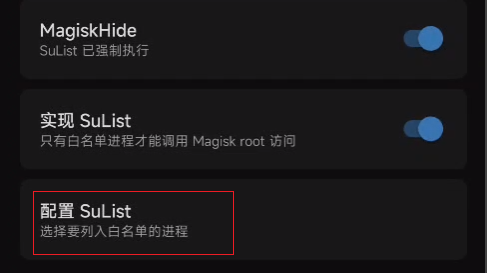 MagiskHide
SuList 已强制执行
实现 SuList
只有白名单进程才能调用 Magisk root 访问
配置 SuList
选择要列入白名单的进程